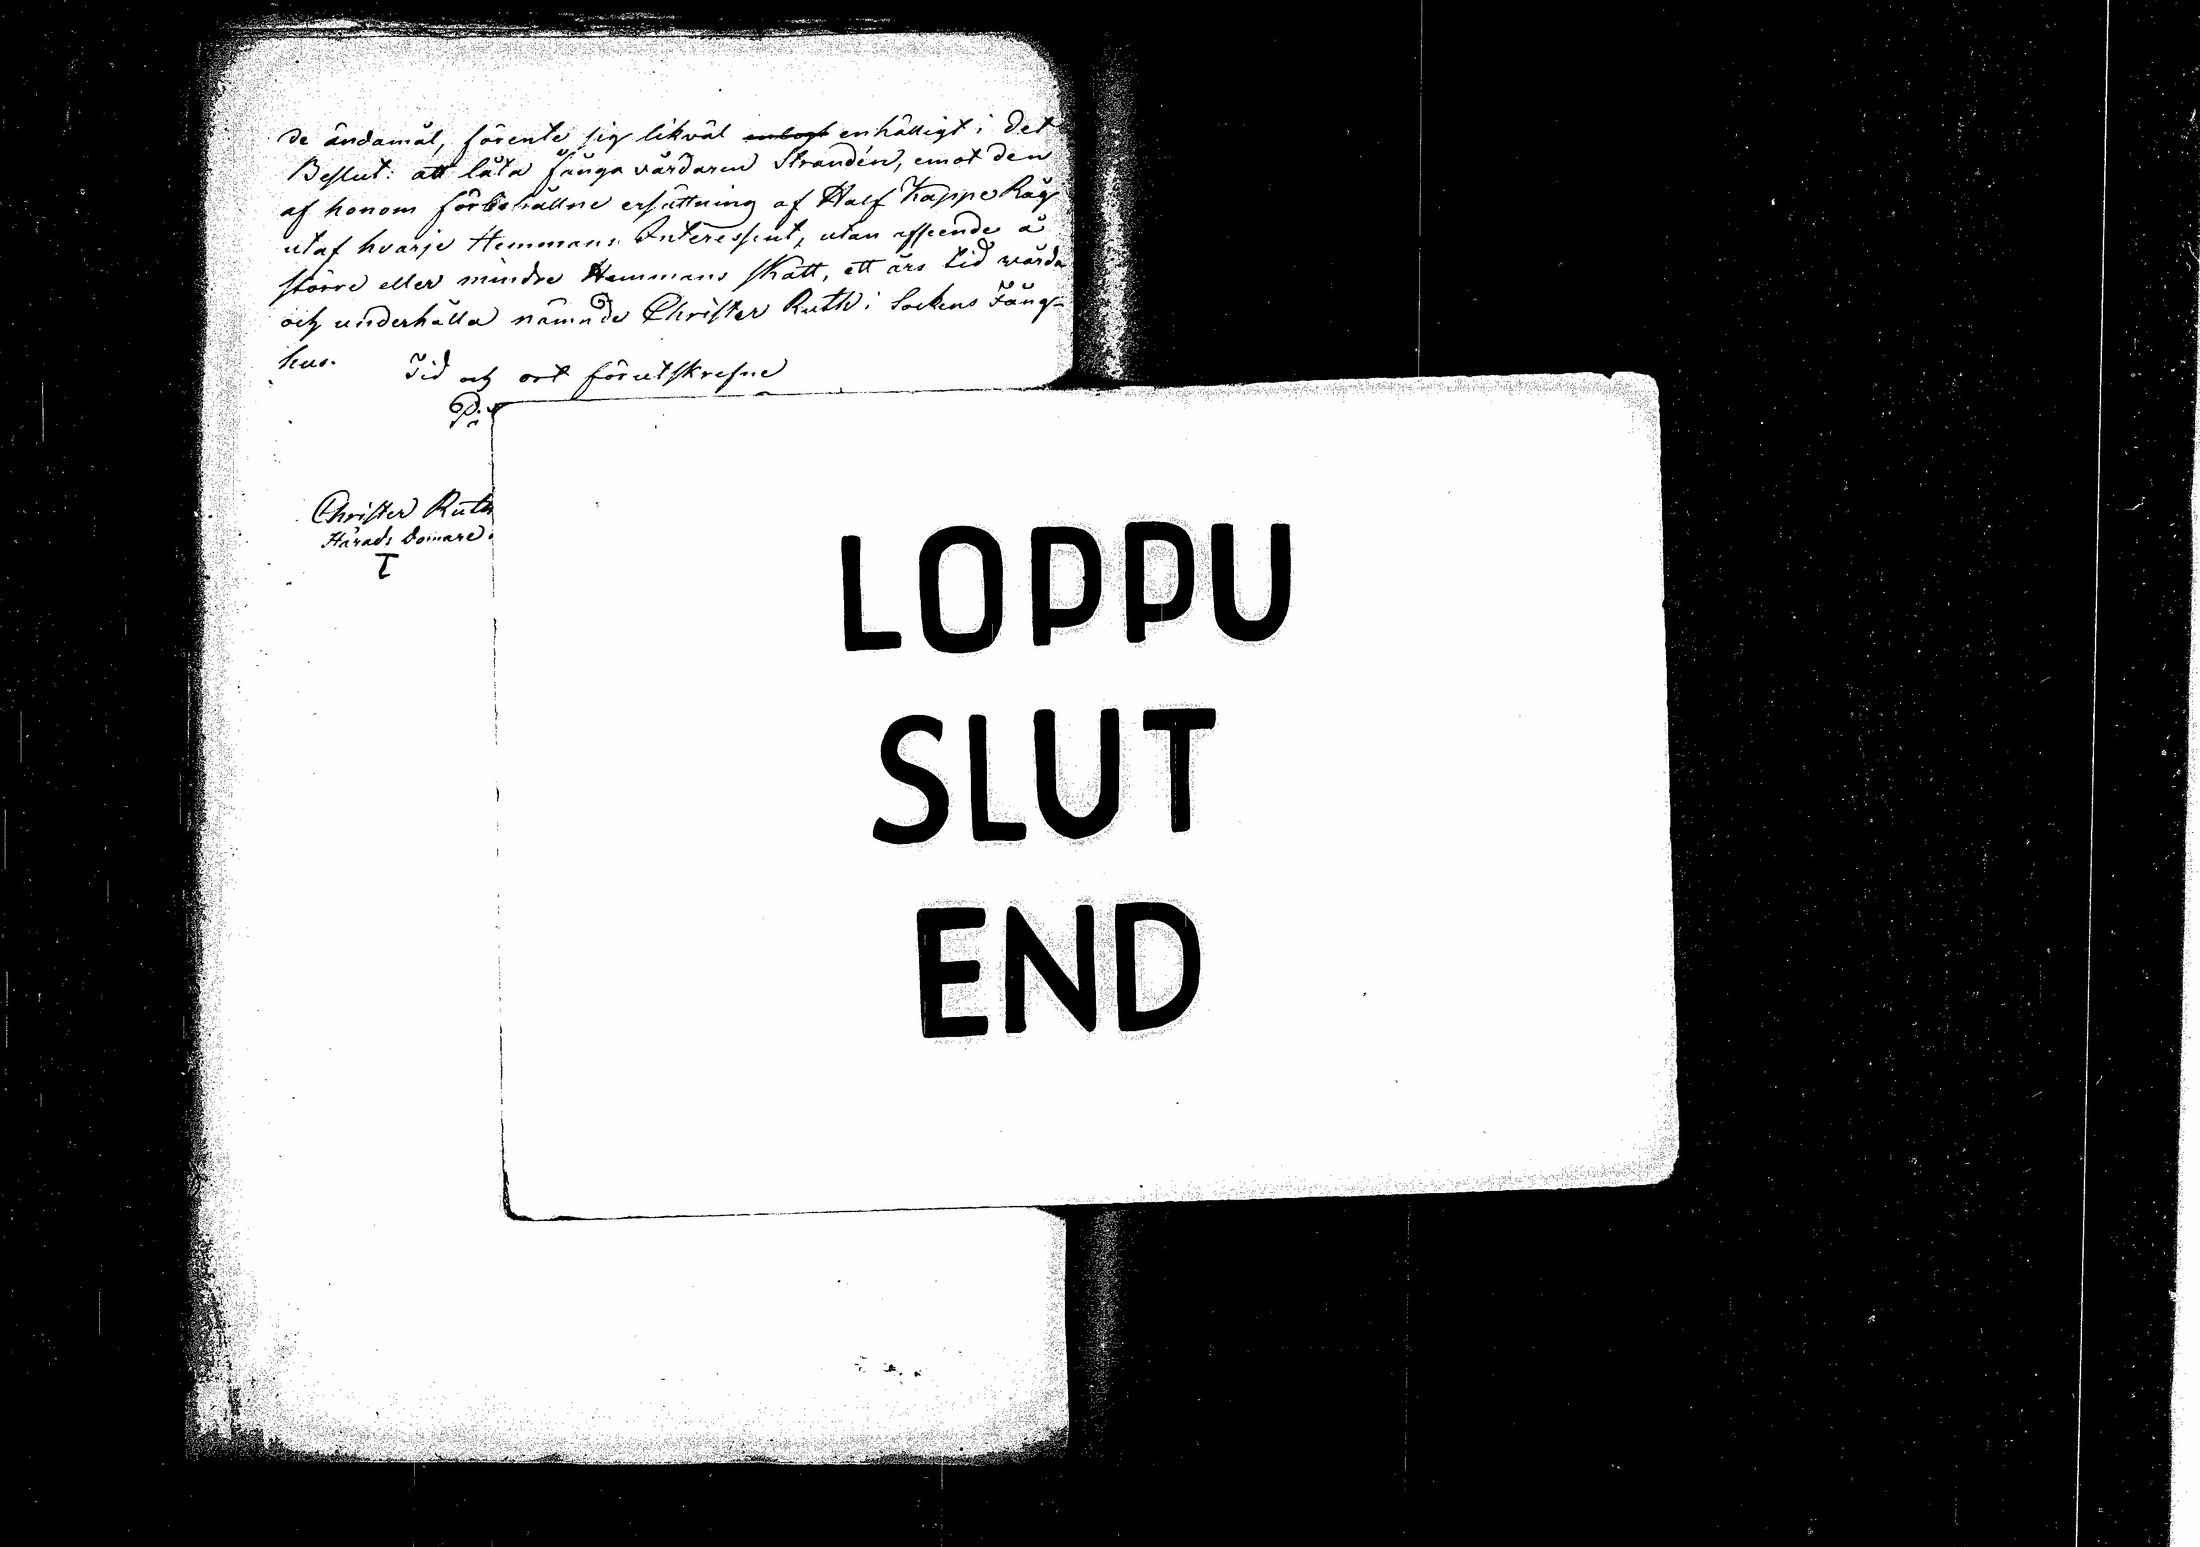 de ändamål, förente sig likväl enhälligt i det
Beslut: att låta fånga vårdaren Strandén, emot den
af honom förbehållne ersättning af Half Kappe Råg
utaf hvarje Hemmans Interessent, utan afseende å
större eller mindre Hemmans Skatt, ett års tid vårda
och underhålla nämnde Christer Ruth i Sockens Fång-
hus.
Tid och ort förutskrefne
Christer Ruth
Härads Domare
LOPPU
SLUT
END